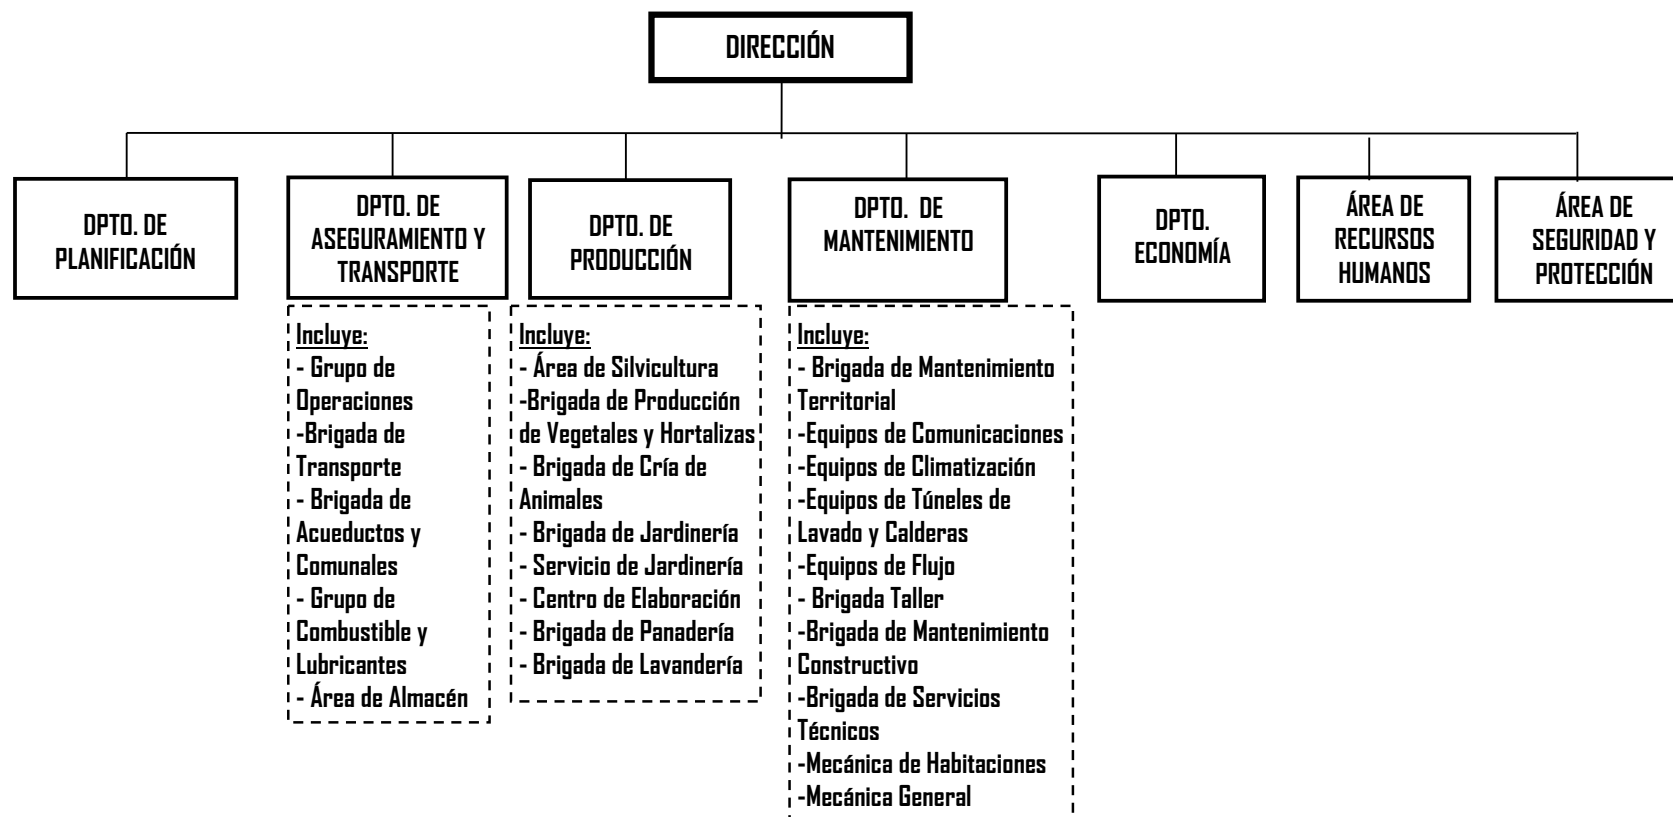 DIRECCIÓN
DPTO. DE
PLANIFICACIÓN
DPTO. DE
ASEGURAMIENTO Y
TRANSPORTE
DPTO. DE
PRODUCCIÓN
DPTO. DE
MANTENIMIENTO
DPTO.
ECONOMÍA
ÁREA DE
RECURSOS
HUMANOS
ÁREA DE
SEGURIDAD Y
PROTECCIÓN
Incluye:
- Grupo de
Operaciones
-Brigada de
Transporte
- Brigada de
Acueductos y
Comunales
- Grupo de
Combustible y
Lubricantes
- Área de Almacén
Incluye:
- Área de Silvicultura
-Brigada de Producción
de Vegetales y Hortalizas
- Brigada de Cría de
Animales
- Brigada de Jardinería
- Servicio de Jardinería
- Centro de Elaboración
- Brigada de Panadería
- Brigada de Lavandería
Incluye:
- Brigada de Mantenimiento
Territorial
-Equipos de Comunicaciones
-Equipos de Climatización
-Equipos de Túneles de
Lavado y Calderas
-Equipos de Flujo
- Brigada Taller
-Brigada de Mantenimiento
Constructivo
-Brigada de Servicios
Técnicos
-Mecánica de Habitaciones
-Mecánica General